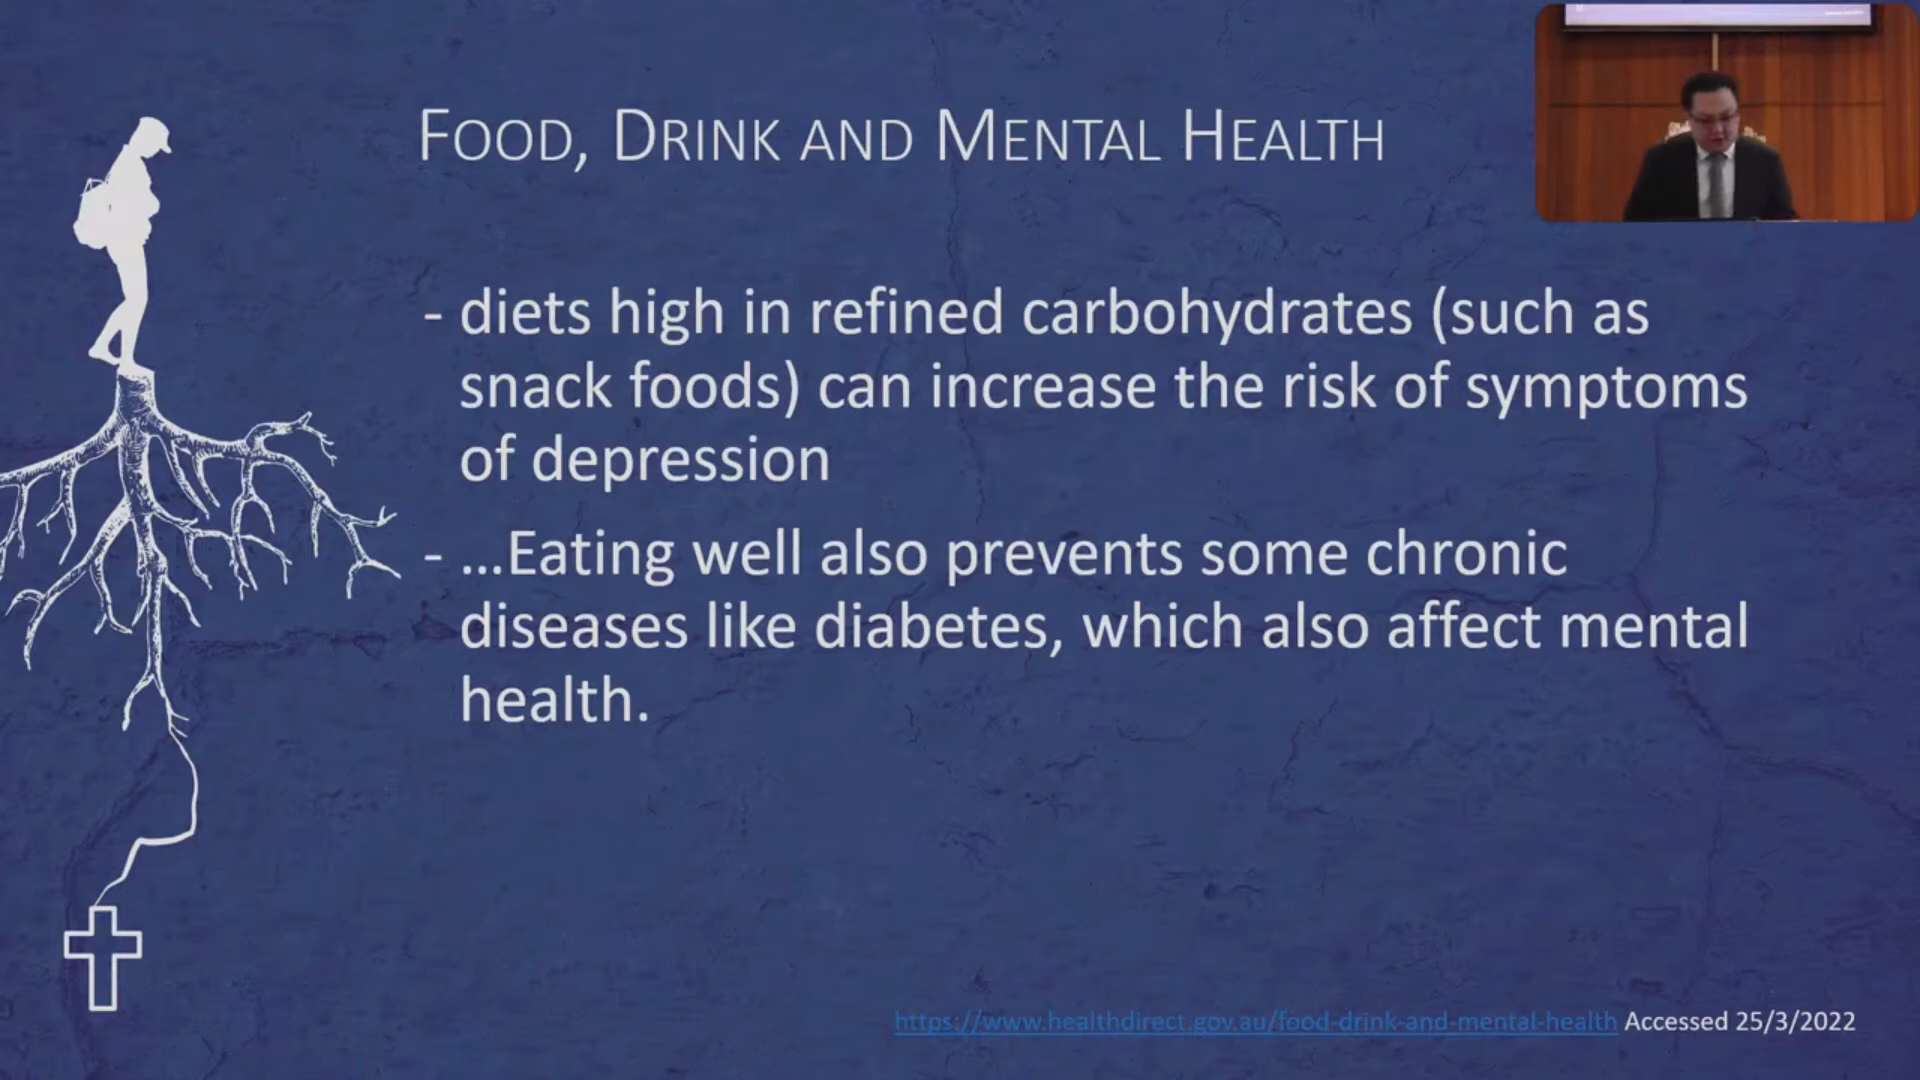 FOOD, DRINK AND MENTAL HEALTH
- diets high in refined carbohydrates (such as
snack foods) can increase the risk of symptoms
of depression
- ...Eating well also prevents some chronic
diseases like diabetes, which also affect mental
health.
https://www.healthdirect.gov.au/food-drink-and-mental-health Accessed 25/3/2022